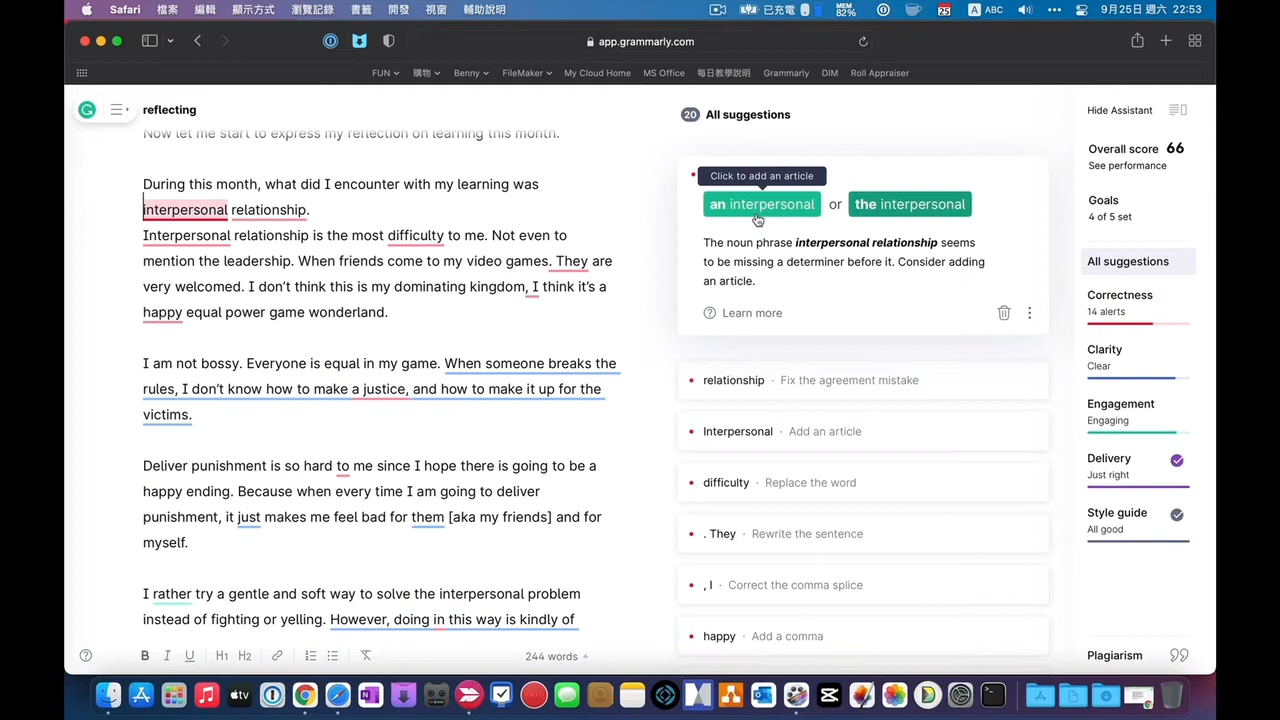 Safari 檔案 編輯 顯示方式 瀏覽記錄 書籤 開發 視窗 輔助說明 已充電 MEM 82% 25 A ABC 9月25日 週六 22:53
app.grammarly.com
FUN 購物 Benny FileMaker My Cloud Home MS Office 每日教學說明 Grammarly DIM Roll Appraiser
reflecting
Now let me start to express my reflection on learning this month.
During this month, what did I encounter with my learning was
interpersonal relationship.
Interpersonal relationship is the most difficulty to me. Not even to
mention the leadership. When friends come to my video games. They are
very welcomed. I don't think this is my dominating kingdom, I think it's a
happy equal power game wonderland.
I am not bossy. Everyone is equal in my game. When someone breaks the
rules, I don't know how to make a justice, and how to make it up for the
victims.
Deliver punishment is so hard to me since I hope there is going to be a
happy ending. Because when every time I am going to deliver
punishment, it just makes me feel bad for them [aka my friends] and for
myself.
I rather try a gentle and soft way to solve the interpersonal problem
instead of fighting or yelling. However, doing in this way is kindly of
B I U H1 H2 244 words
20 All suggestions
Click to add an article
an interpersonal or the interpersonal
The noun phrase interpersonal relationship seems
to be missing a determiner before it. Consider adding
an article.
Learn more
relationship · Fix the agreement mistake
Interpersonal · Add an article
difficulty · Replace the word
. They · Rewrite the sentence
, I · Correct the comma splice
happy · Add a comma
Hide Assistant
Overall score 66
See performance
Goals
4 of 5 set
All suggestions
Correctness
14 alerts
Clarity
Clear
Engagement
Engaging
Delivery
Just right
Style guide
All good
Plagiarism
tv